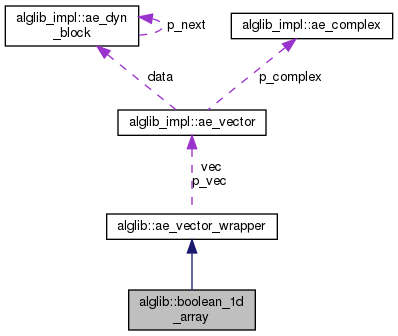 alglib_impl::ae_dyn
_block
p_next
alglib_impl::ae_complex
data
p_complex
alglib_impl::ae_vector
vec
p_vec
alglib::ae_vector_wrapper
alglib::boolean_1d
_array